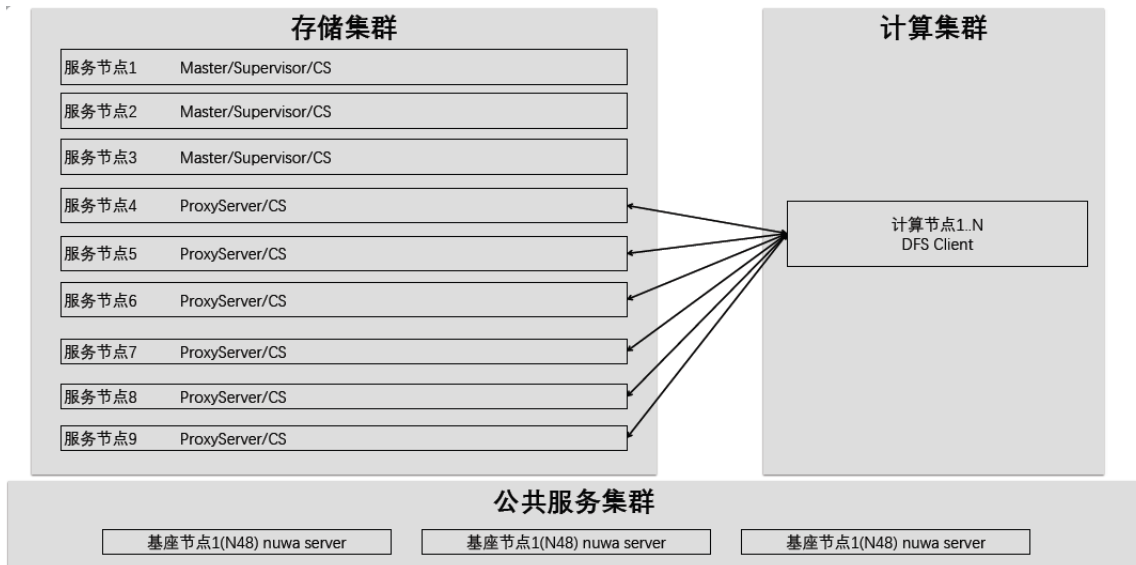 存储集群
服务节点1 Master/Supervisor/CS
服务节点2 Master/Supervisor/CS
服务节点3 Master/Supervisor/CS
服务节点4 ProxyServer/CS
服务节点5 ProxyServer/CS
服务节点6 ProxyServer/CS
服务节点7 ProxyServer/CS
服务节点8 ProxyServer/CS
服务节点9 ProxyServer/CS
计算集群
计算节点1..N
DFS Client
公共服务集群
基座节点1(N48) nuwa server
基座节点1(N48) nuwa server
基座节点1(N48) nuwa server